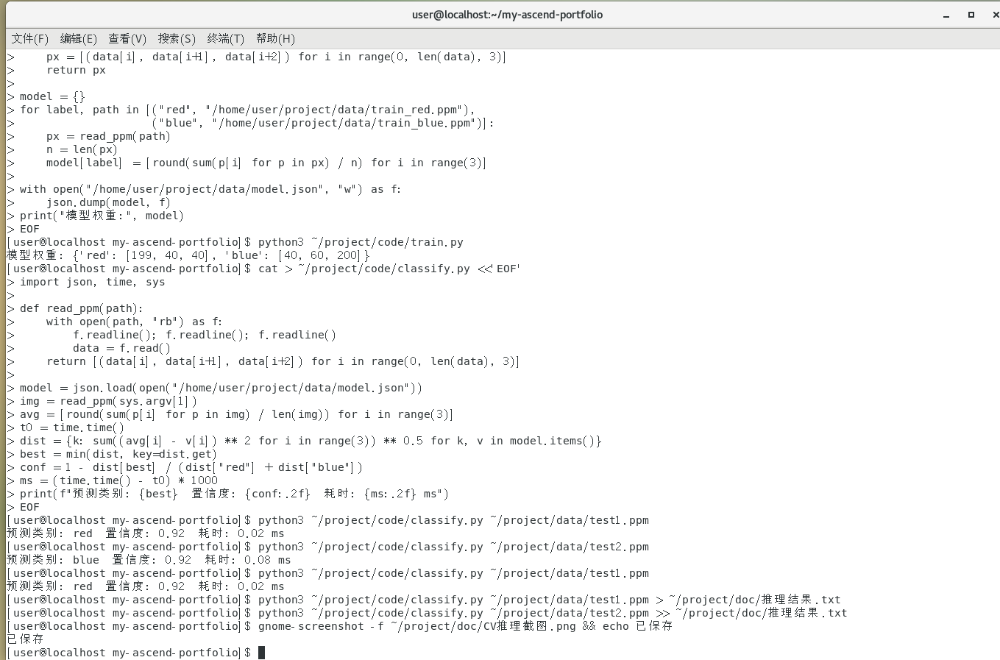 user@localhost:~/my-ascend-portfolio
文件(F) 编辑(E) 查看(V) 搜索(S) 终端(T) 帮助(H)
>     px = [(data[i], data[i+1], data[i+2]) for i in range(0, len(data), 3)]
>     return px
>
> model = {}
> for label, path in [("red", "/home/user/project/data/train_red.ppm"),
>                     ("blue", "/home/user/project/data/train_blue.ppm")]:
>     px = read_ppm(path)
>     n = len(px)
>     model[label] = [round(sum(p[i] for p in px) / n) for i in range(3)]
>
> with open("/home/user/project/data/model.json", "w") as f:
>     json.dump(model, f)
> print("模型权重:", model)
> EOF
[user@localhost my-ascend-portfolio]$ python3 ~/project/code/train.py
模型权重: {'red': [199, 40, 40], 'blue': [40, 60, 200]}
[user@localhost my-ascend-portfolio]$ cat > ~/project/code/classify.py <<'EOF'
> import json, time, sys
>
> def read_ppm(path):
>     with open(path, "rb") as f:
>         f.readline(); f.readline(); f.readline()
>         data = f.read()
>     return [(data[i], data[i+1], data[i+2]) for i in range(0, len(data), 3)]
>
> model = json.load(open("/home/user/project/data/model.json"))
> img = read_ppm(sys.argv[1])
> avg = [round(sum(p[i] for p in img) / len(img)) for i in range(3)]
> t0 = time.time()
> dist = {k: sum((avg[i] - v[i]) ** 2 for i in range(3)) ** 0.5 for k, v in model.items()}
> best = min(dist, key=dist.get)
> conf = 1 - dist[best] / (dist["red"] + dist["blue"])
> ms = (time.time() - t0) * 1000
> print(f"预测类别: {best}  置信度: {conf:.2f}  耗时: {ms:.2f} ms")
> EOF
[user@localhost my-ascend-portfolio]$ python3 ~/project/code/classify.py ~/project/data/test1.ppm
预测类别: red  置信度: 0.92  耗时: 0.02 ms
[user@localhost my-ascend-portfolio]$ python3 ~/project/code/classify.py ~/project/data/test2.ppm
预测类别: blue  置信度: 0.92  耗时: 0.08 ms
[user@localhost my-ascend-portfolio]$ python3 ~/project/code/classify.py ~/project/data/test1.ppm
预测类别: red  置信度: 0.92  耗时: 0.02 ms
[user@localhost my-ascend-portfolio]$ python3 ~/project/code/classify.py ~/project/data/test1.ppm > ~/project/doc/推理结果.txt
[user@localhost my-ascend-portfolio]$ python3 ~/project/code/classify.py ~/project/data/test2.ppm >> ~/project/doc/推理结果.txt
[user@localhost my-ascend-portfolio]$ gnome-screenshot -f ~/project/doc/CV推理截图.png && echo 已保存
已保存
[user@localhost my-ascend-portfolio]$